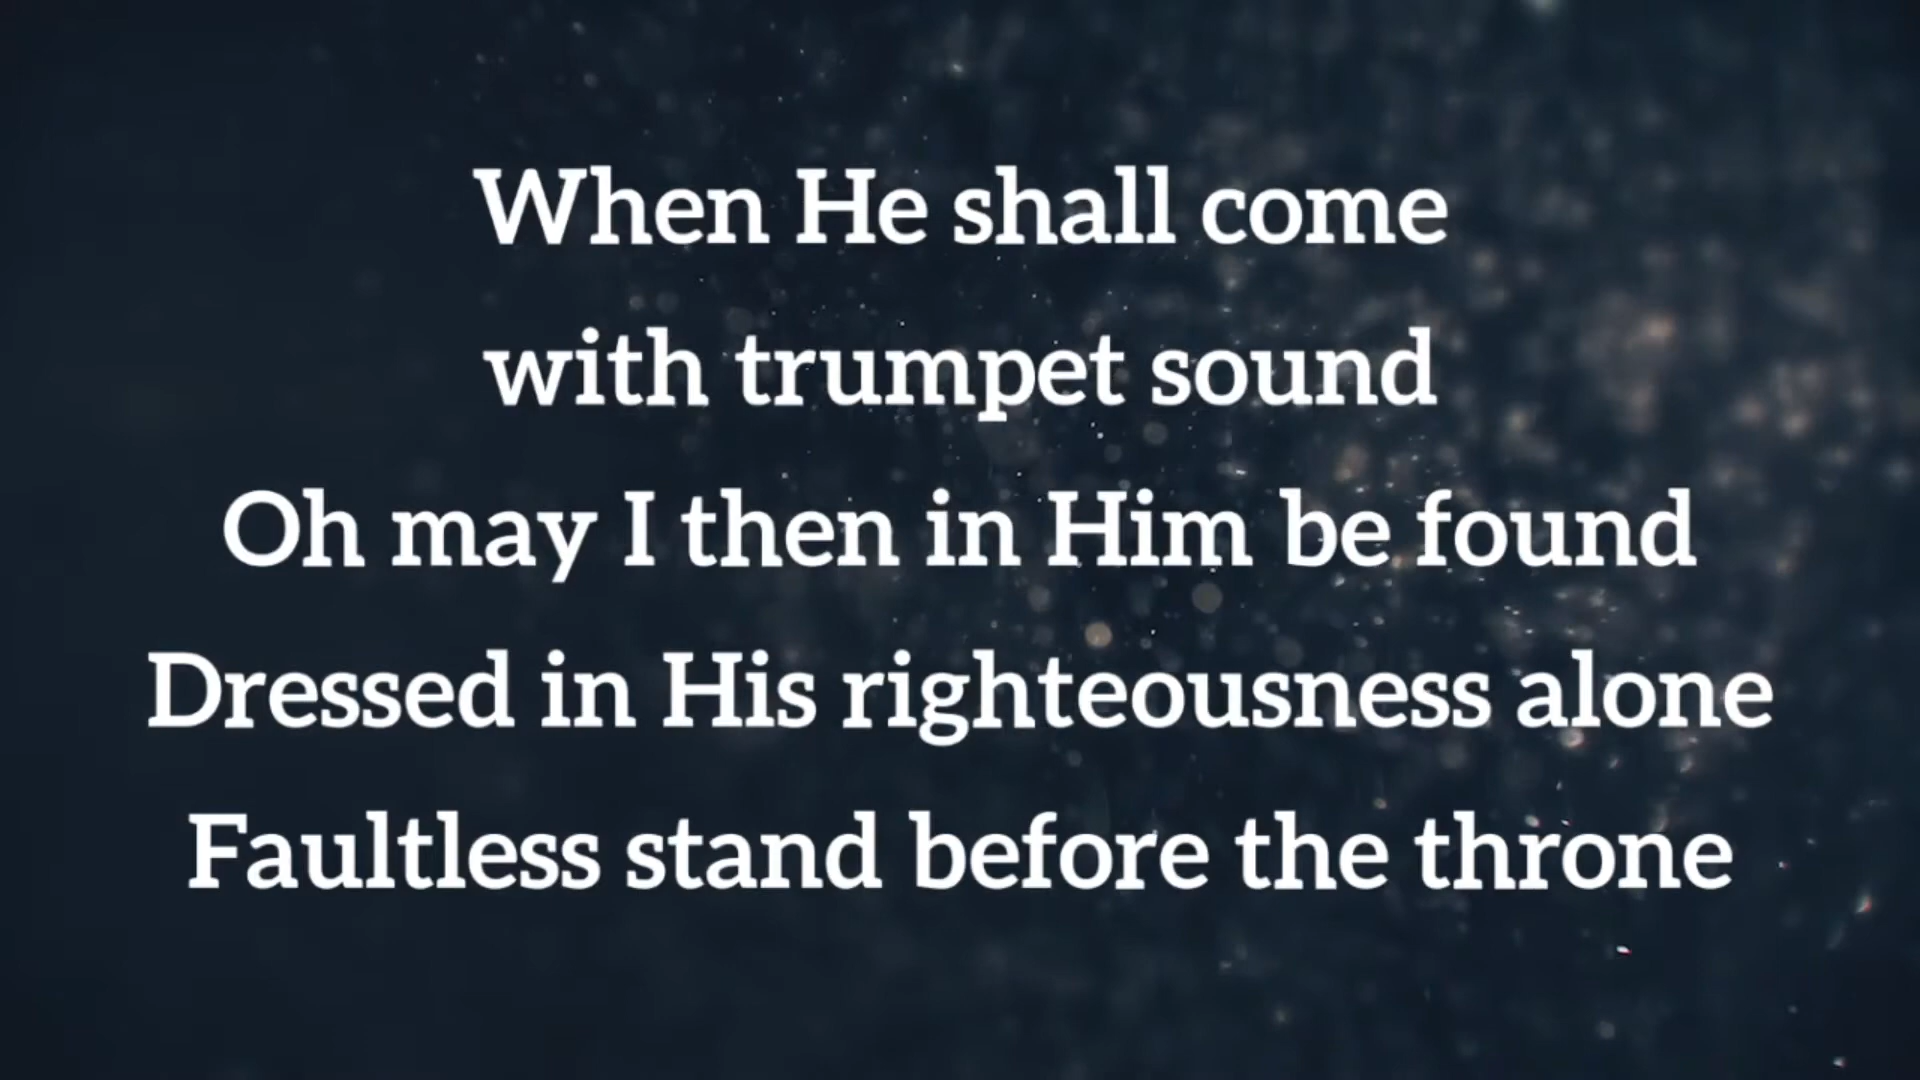 When He shall come
with trumpet sound
Oh may I then in Him be found
Dressed in His righteousness alone
Faultless stand before the throne